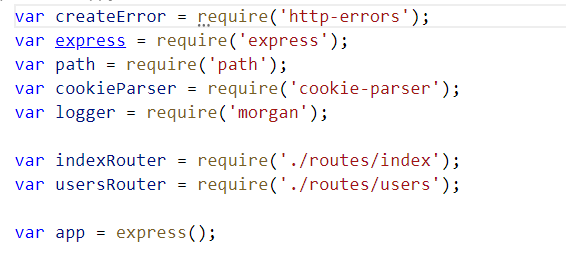 var createError = require('http-errors');
var express = require('express');
var path = require('path');
var cookieParser = require('cookie-parser');
var logger = require('morgan');

var indexRouter = require('./routes/index');
var usersRouter = require('./routes/users');

var app = express();